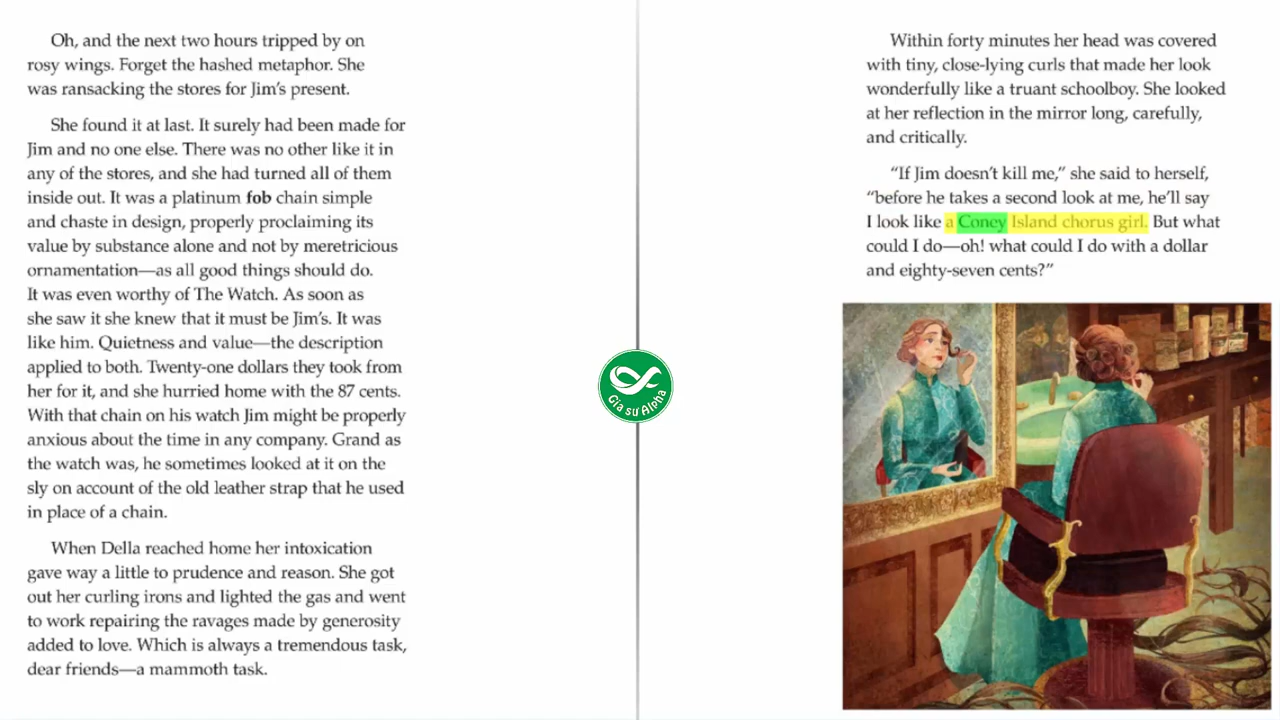 Oh, and the next two hours tripped by on
rosy wings. Forget the hashed metaphor. She
was ransacking the stores for Jim's present.
She found it at last. It surely had been made for
Jim and no one else. There was no other like it in
any of the stores, and she had turned all of them
inside out. It was a platinum fob chain simple
and chaste in design, properly proclaiming its
value by substance alone and not by meretricious
ornamentation—as all good things should do.
It was even worthy of The Watch. As soon as
she saw it she knew that it must be Jim's. It was
like him. Quietness and value—the description
applied to both. Twenty-one dollars they took from
her for it, and she hurried home with the 87 cents.
With that chain on his watch Jim might be properly
anxious about the time in any company. Grand as
the watch was, he sometimes looked at it on the
sly on account of the old leather strap that he used
in place of a chain.
When Della reached home her intoxication
gave way a little to prudence and reason. She got
out her curling irons and lighted the gas and went
to work repairing the ravages made by generosity
added to love. Which is always a tremendous task,
dear friends—a mammoth task.
Gia sư Alpha
Within forty minutes her head was covered
with tiny, close-lying curls that made her look
wonderfully like a truant schoolboy. She looked
at her reflection in the mirror long, carefully,
and critically.
"If Jim doesn't kill me," she said to herself,
"before he takes a second look at me, he'll say
I look like a Coney Island chorus girl. But what
could I do—oh! what could I do with a dollar
and eighty-seven cents?"